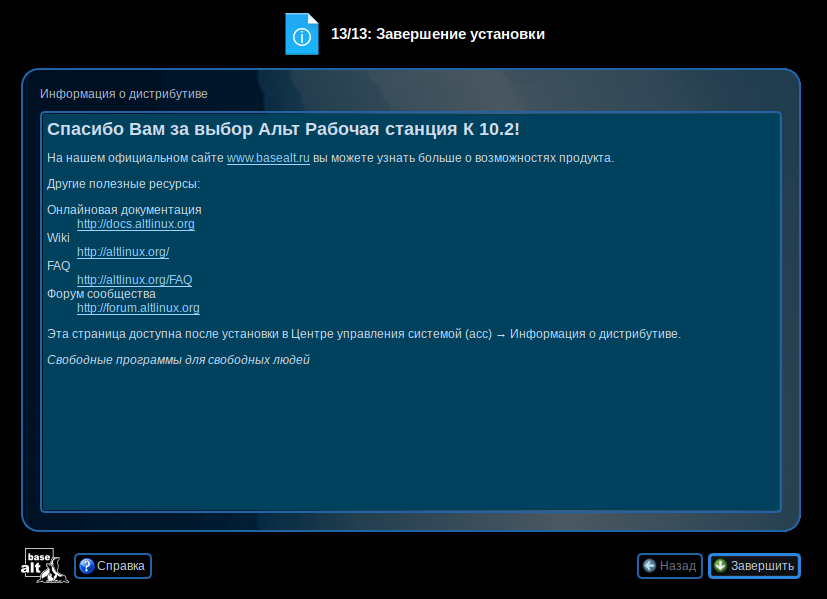 13/13: Завершение установки
Информация о дистрибутиве
Спасибо Вам за выбор Альт Рабочая станция К 10.2!
На нашем официальном сайте www.basealt.ru вы можете узнать больше о возможностях продукта.
Другие полезные ресурсы:
Онлайновая документация
http://docs.altlinux.org
Wiki
http://altlinux.org/
FAQ
http://altlinux.org/FAQ
Форум сообщества
http://forum.altlinux.org
Эта страница доступна после установки в Центре управления системой (acc) → Информация о дистрибутиве.
Свободные программы для свободных людей
base
alt
Справка
Назад
Завершить